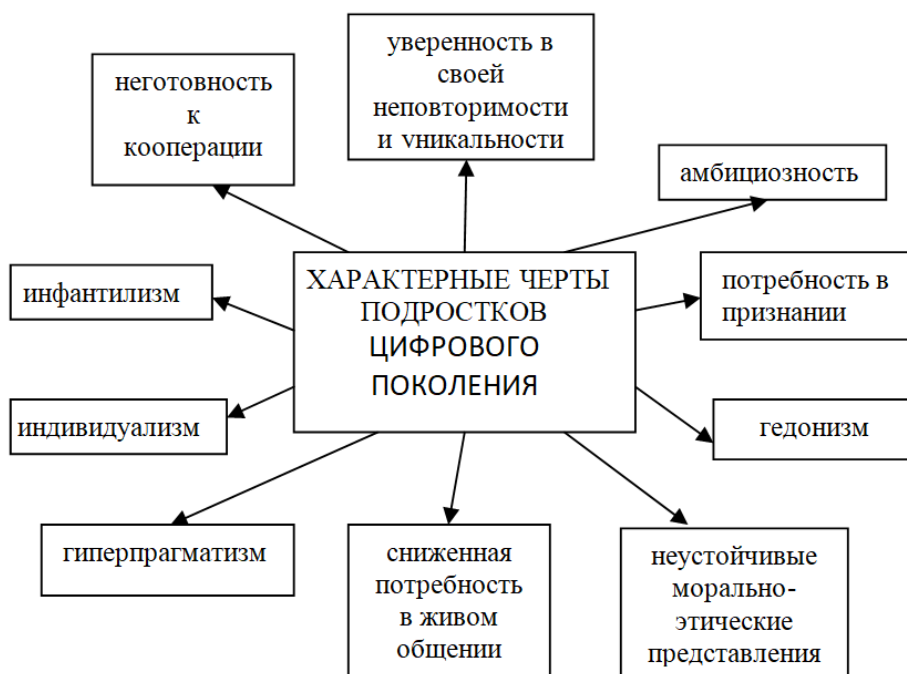 неготовность
к
кооперации
уверенность в
своей
неповторимости
и уникальности
амбициозность
инфантилизм
ХАРАКТЕРНЫЕ ЧЕРТЫ
ПОДРОСТКОВ
ЦИФРОВОГО
ПОКОЛЕНИЯ
потребность в
признании
индивидуализм
гедонизм
гиперпрагматизм
сниженная
потребность
в живом
общении
неустойчивые
морально-
этические
представления